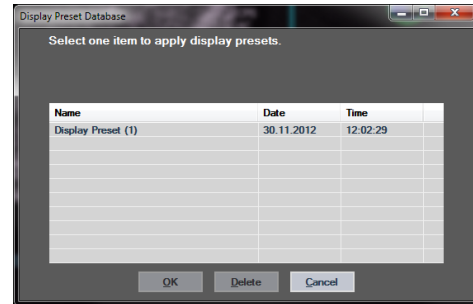 Display Preset Database
Select one item to apply display presets.
Name Date Time
Display Preset (1) 30.11.2012 12:02:29
OK Delete Cancel